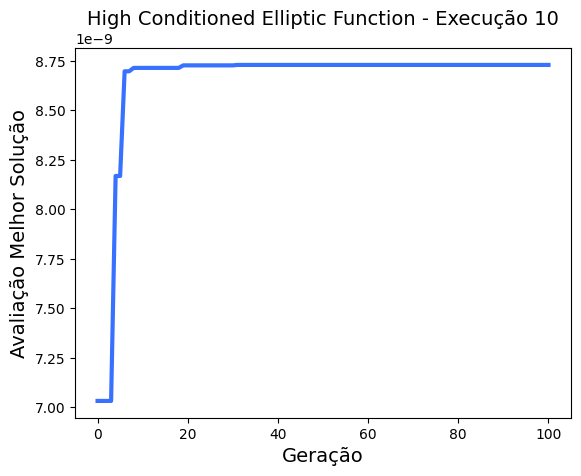 High Conditioned Elliptic Function - Execução 10
1e−9
8.75
8.50
8.25
8.00
7.75
7.50
7.25
7.00
Avaliação Melhor Solução
0 20 40 60 80 100
Geração